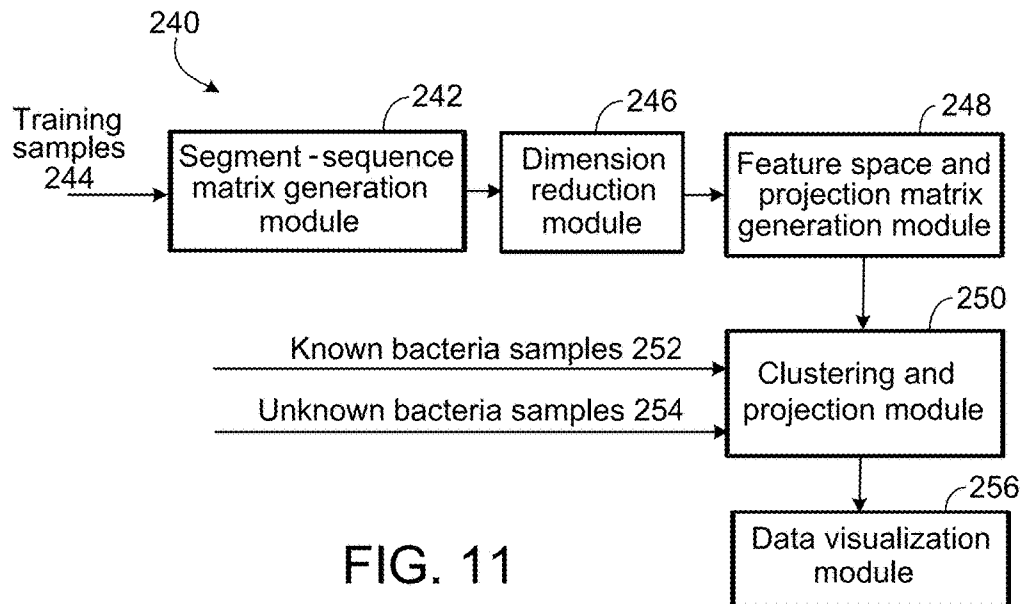 240
242
246
248
Training
samples
244
Segment - sequence
matrix generation
module
Dimension
reduction
module
Feature space and
projection matrix
generation module
250
Known bacteria samples 252
Unknown bacteria samples 254
Clustering and
projection module
256
Data visualization
module
FIG. 11